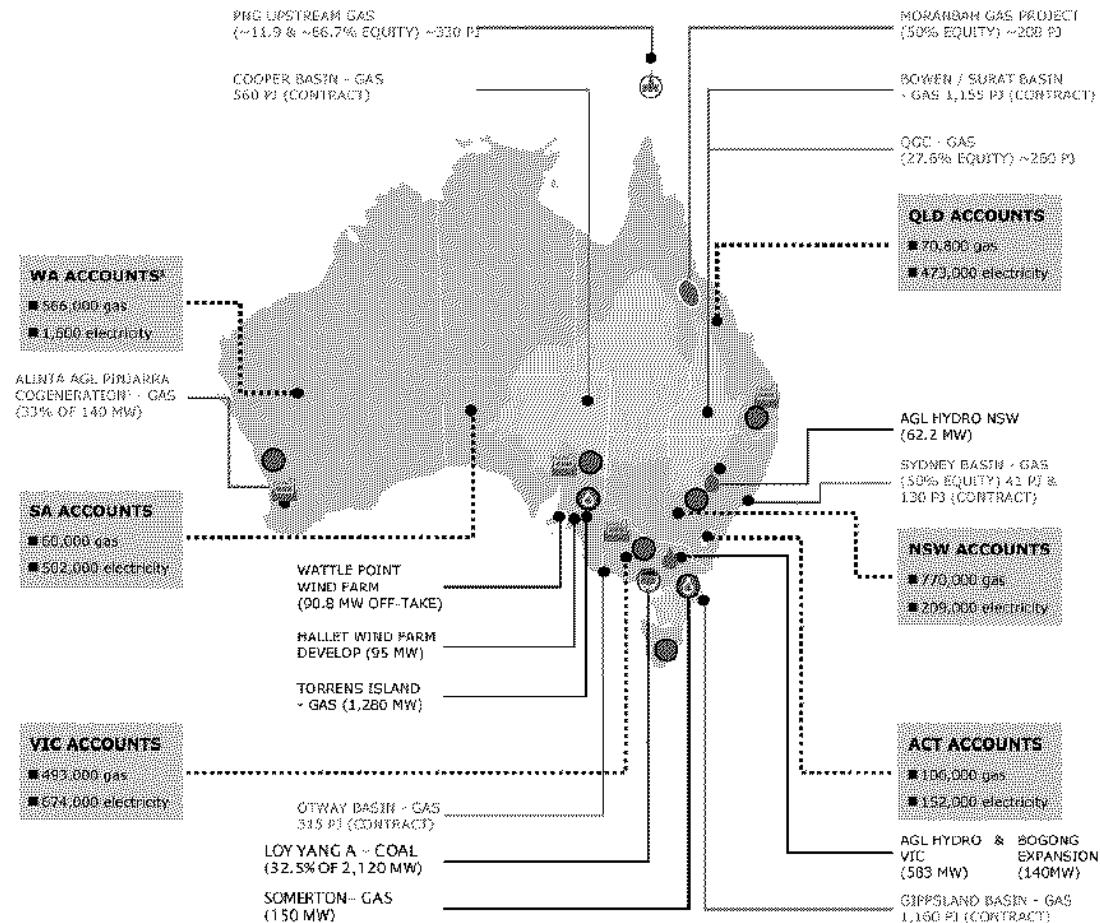 PNG UPSTREAM GAS
(~11.9 & ~66.7% EQUITY) ~330 PJ
COOPER BASIN - GAS
560 PJ (CONTRACT)
MORANBAH GAS PROJECT
(50% EQUITY) ~208 PJ
BOWEN / SURAT BASIN
- GAS 1,155 PJ (CONTRACT)
QGC - GAS
(27.6% EQUITY) ~260 PJ
QLD ACCOUNTS
■ 70,800 gas
■ 473,000 electricity
WA ACCOUNTS
■ 566,000 gas
■ 1,600 electricity
ALINTA AGL PINJARRA
COGENERATION - GAS
(33% OF 140 MW)
AGL HYDRO NSW
(62.2 MW)
SYDNEY BASIN - GAS
(50% EQUITY) 41 PJ &
130 PJ (CONTRACT)
SA ACCOUNTS
■ 60,000 gas
■ 502,000 electricity
NSW ACCOUNTS
■ 770,000 gas
■ 209,000 electricity
WATTLE POINT
WIND FARM
(90.8 MW OFF-TAKE)
HALLET WIND FARM
DEVELOP (95 MW)
TORRENS ISLAND
- GAS (1,280 MW)
VIC ACCOUNTS
■ 493,000 gas
■ 674,000 electricity
ACT ACCOUNTS
■ 106,000 gas
■ 152,000 electricity
OTWAY BASIN - GAS
315 PJ (CONTRACT)
LOY YANG A - COAL
(32.5% OF 2,120 MW)
SOMERTON - GAS
(150 MW)
AGL HYDRO & BOGONG
VIC EXPANSION
(583 MW) (140MW)
GIPPSLAND BASIN - GAS
1,160 PJ (CONTRACT)